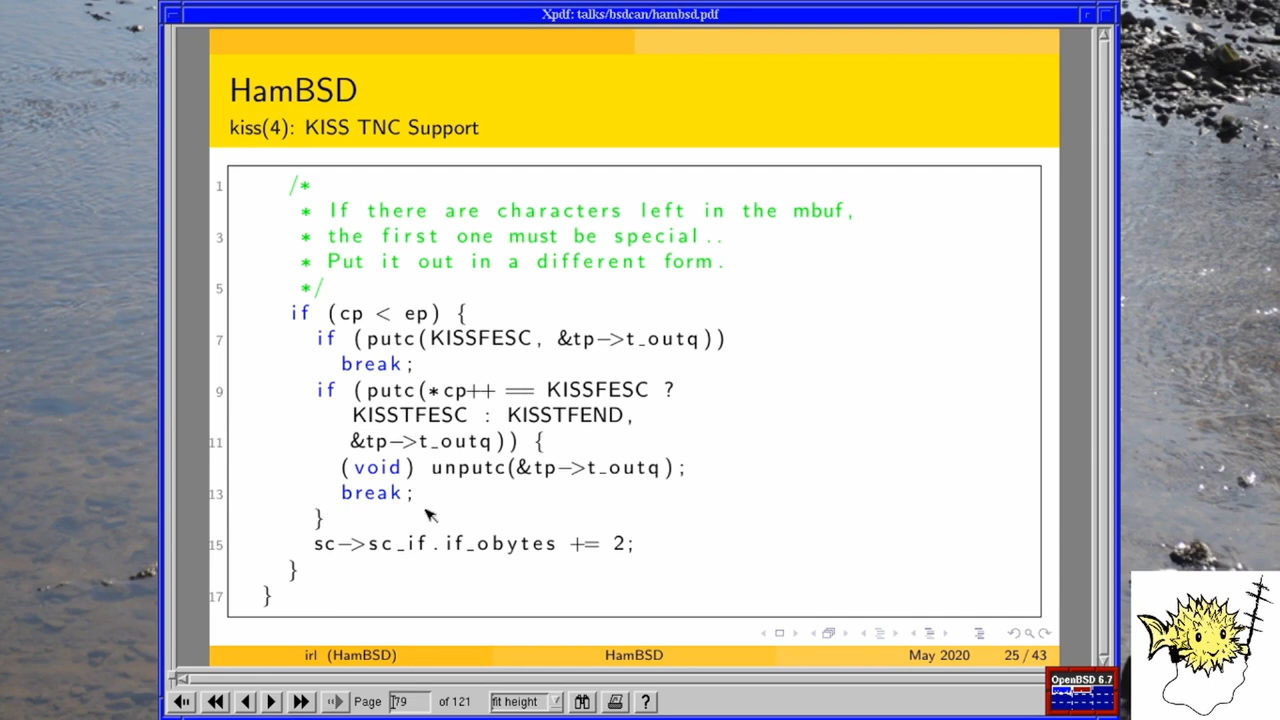 Xpdf: talks/bsdcan/hambsd.pdf
HamBSD
kiss(4): KISS TNC Support
1 /*
* If there are characters left in the mbuf,
3 * the first one must be special..
* Put it out in a different form.
5 */
if (cp < ep) {
7 if (putc(KISSFESC, &tp->t_outq))
break;
9 if (putc(*cp++ == KISSFESC ?
KISSTFESC : KISSTFEND,
11 &tp->t_outq)) {
(void) unputc(&tp->t_outq);
13 break;
}
15 sc->sc_if.if_obytes += 2;
}
17 }
irl (HamBSD) HamBSD May 2020 25 / 43
Page 79 of 121 fit height ?
OpenBSD 6.7